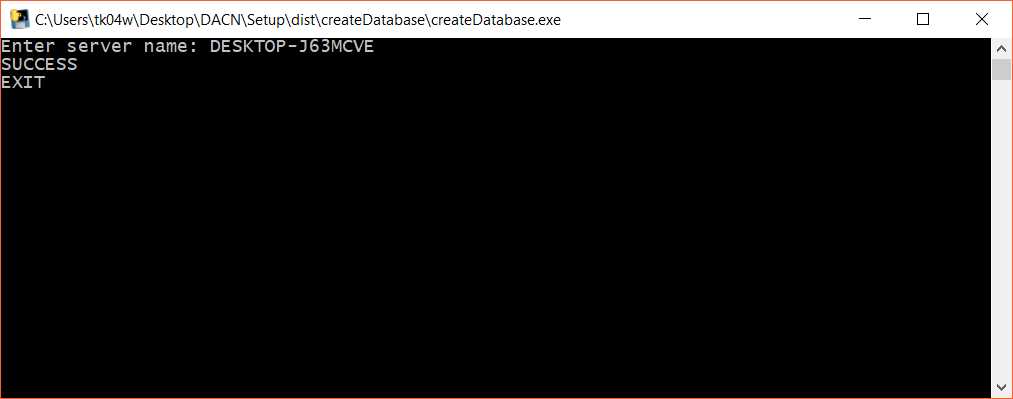 C:\Users\tk04w\Desktop\DACN\Setup\dist\createDatabase\createDatabase.exe
Enter server name: DESKTOP-J63MCVE
SUCCESS
EXIT